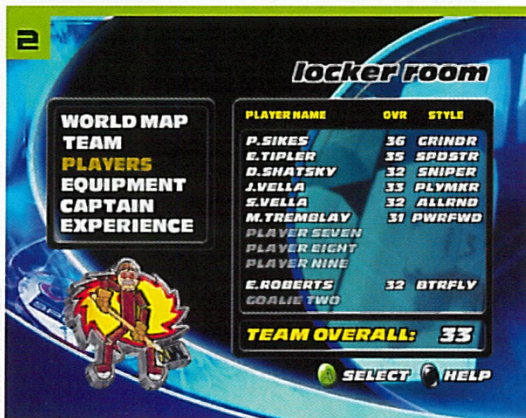 2
locker room
WORLD MAP
TEAM
PLAYERS
EQUIPMENT
CAPTAIN
EXPERIENCE
PLAYER NAME OVR STYLE
P.SIKES 36 GRINDR
E.TIPLER 35 SPDSTR
D.SHATSKY 32 SNIPER
J.VELLA 33 PLYMKR
S.VELLA 32 ALLRND
M.TREMBLAY 31 PWRFWD
PLAYER SEVEN
PLAYER EIGHT
PLAYER NINE
E.ROBERTS 32 BTRFLY
GOALIE TWO
TEAM OVERALL: 33
A SELECT HELP